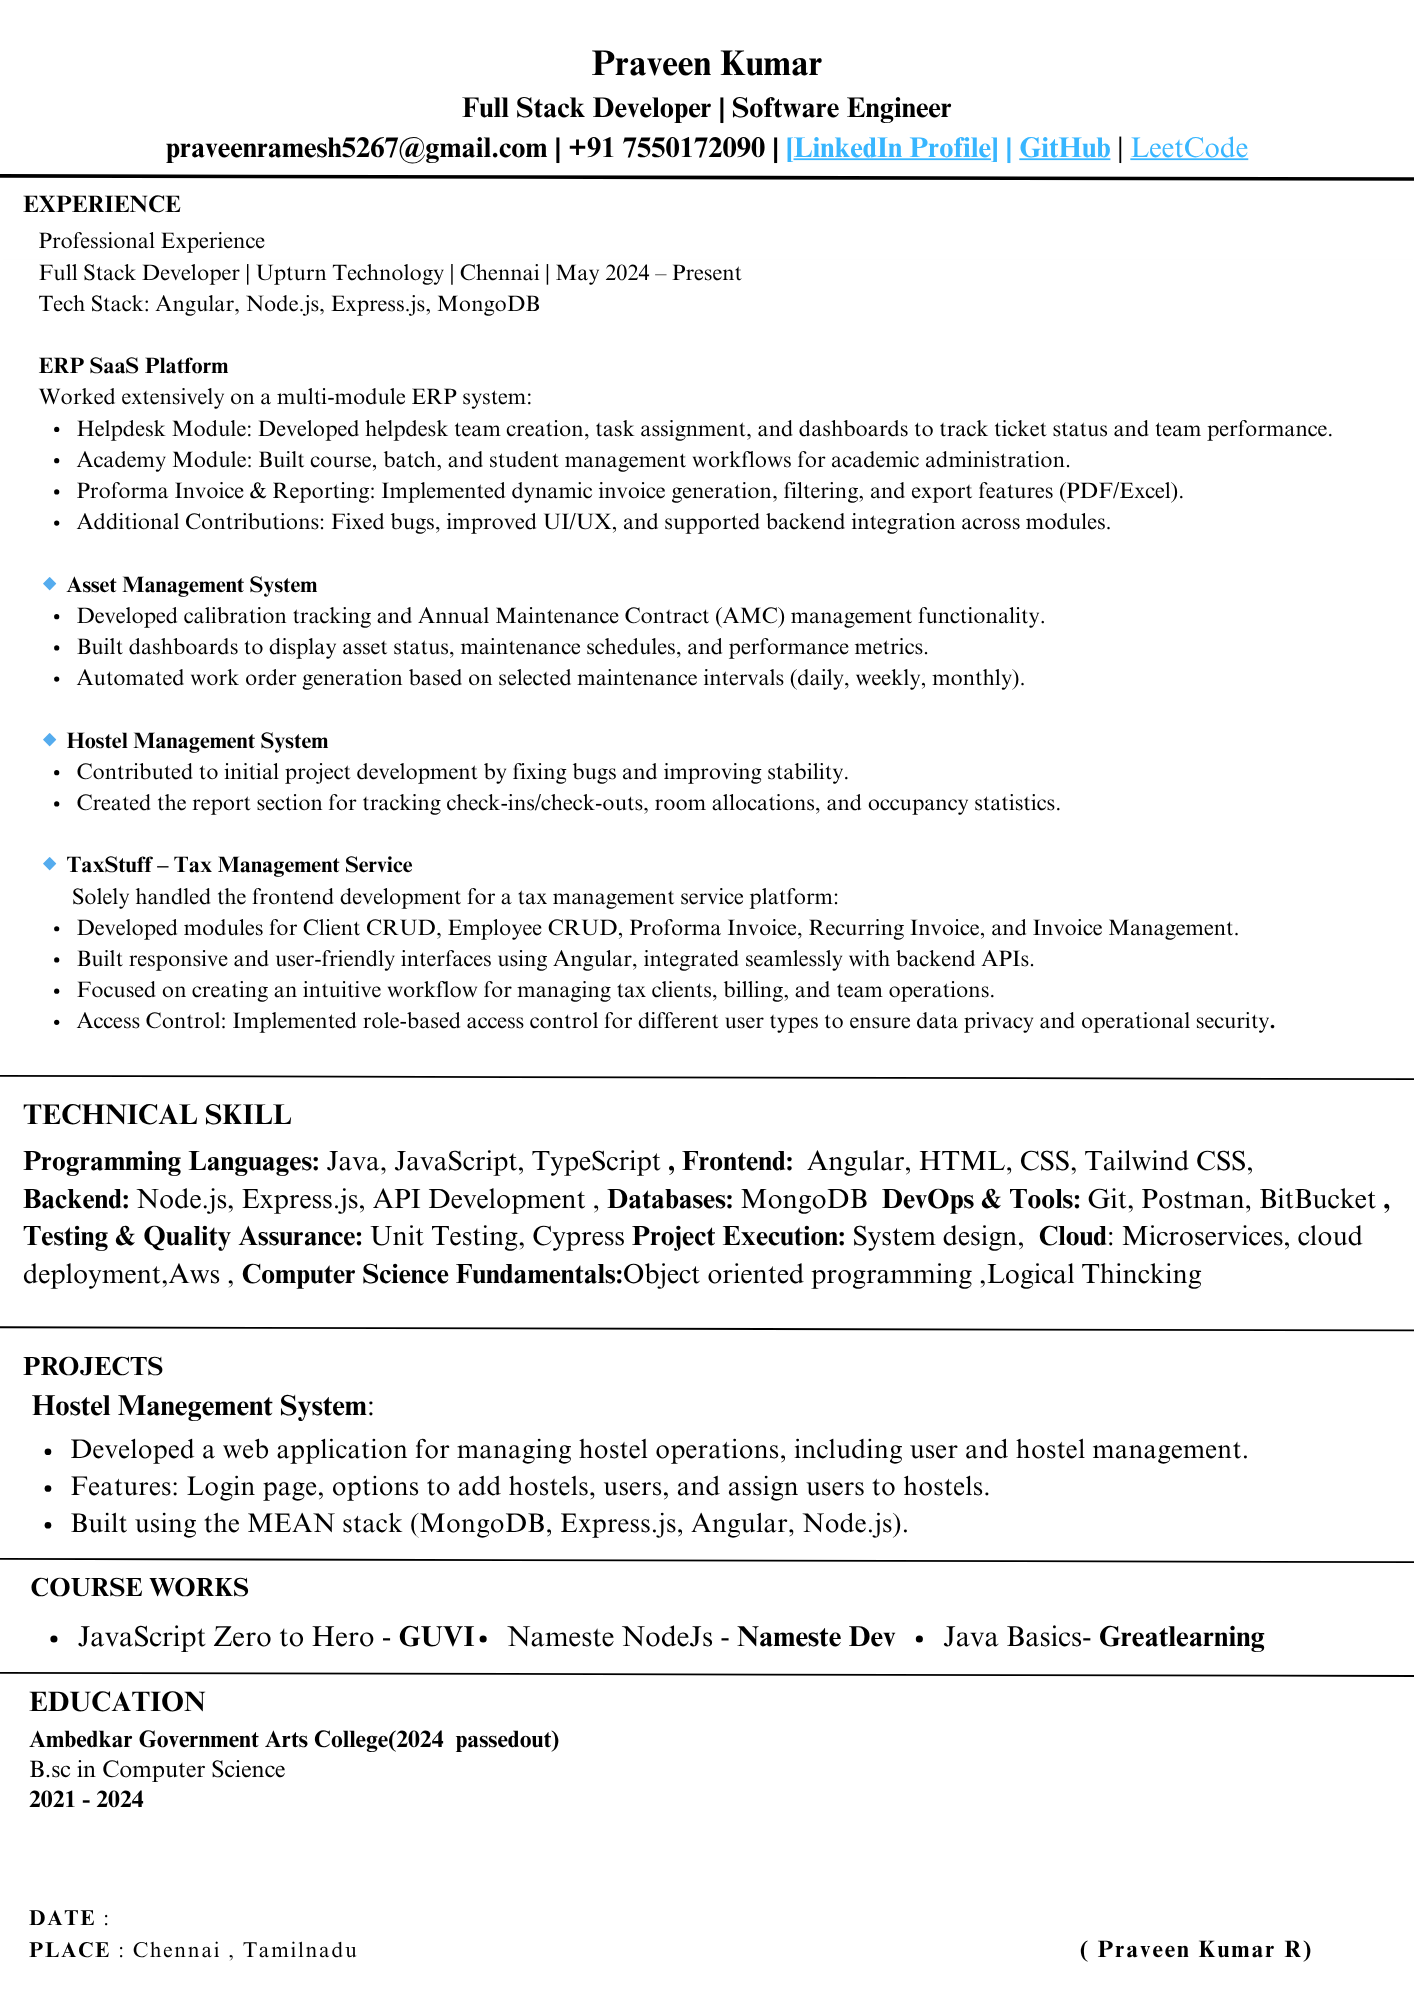 Praveen Kumar
Full Stack Developer | Software Engineer
praveenramesh5267@gmail.com | +91 7550172090 | [LinkedIn Profile] | GitHub | LeetCode
EXPERIENCE
Professional Experience
Full Stack Developer | Upturn Technology | Chennai | May 2024 – Present
Tech Stack: Angular, Node.js, Express.js, MongoDB
ERP SaaS Platform
Worked extensively on a multi-module ERP system:
• Helpdesk Module: Developed helpdesk team creation, task assignment, and dashboards to track ticket status and team performance.
• Academy Module: Built course, batch, and student management workflows for academic administration.
• Proforma Invoice & Reporting: Implemented dynamic invoice generation, filtering, and export features (PDF/Excel).
• Additional Contributions: Fixed bugs, improved UI/UX, and supported backend integration across modules.
🔹 Asset Management System
• Developed calibration tracking and Annual Maintenance Contract (AMC) management functionality.
• Built dashboards to display asset status, maintenance schedules, and performance metrics.
• Automated work order generation based on selected maintenance intervals (daily, weekly, monthly).
🔹 Hostel Management System
• Contributed to initial project development by fixing bugs and improving stability.
• Created the report section for tracking check-ins/check-outs, room allocations, and occupancy statistics.
🔹 TaxStuff – Tax Management Service
Solely handled the frontend development for a tax management service platform:
• Developed modules for Client CRUD, Employee CRUD, Proforma Invoice, Recurring Invoice, and Invoice Management.
• Built responsive and user-friendly interfaces using Angular, integrated seamlessly with backend APIs.
• Focused on creating an intuitive workflow for managing tax clients, billing, and team operations.
• Access Control: Implemented role-based access control for different user types to ensure data privacy and operational security.
TECHNICAL SKILL
Programming Languages: Java, JavaScript, TypeScript , Frontend:  Angular, HTML, CSS, Tailwind CSS,
Backend: Node.js, Express.js, API Development , Databases: MongoDB  DevOps & Tools: Git, Postman, BitBucket ,
Testing & Quality Assurance: Unit Testing, Cypress Project Execution: System design,  Cloud: Microservices, cloud
deployment,Aws , Computer Science Fundamentals:Object oriented programming ,Logical Thincking
PROJECTS
Hostel Manegement System:
• Developed a web application for managing hostel operations, including user and hostel management.
• Features: Login page, options to add hostels, users, and assign users to hostels.
• Built using the MEAN stack (MongoDB, Express.js, Angular, Node.js).
COURSE WORKS
• JavaScript Zero to Hero - GUVI • Nameste NodeJs - Nameste Dev • Java Basics- Greatlearning
EDUCATION
Ambedkar Government Arts College(2024  passedout)
B.sc in Computer Science
2021 - 2024
DATE :
PLACE : Chennai , Tamilnadu ( Praveen Kumar R)